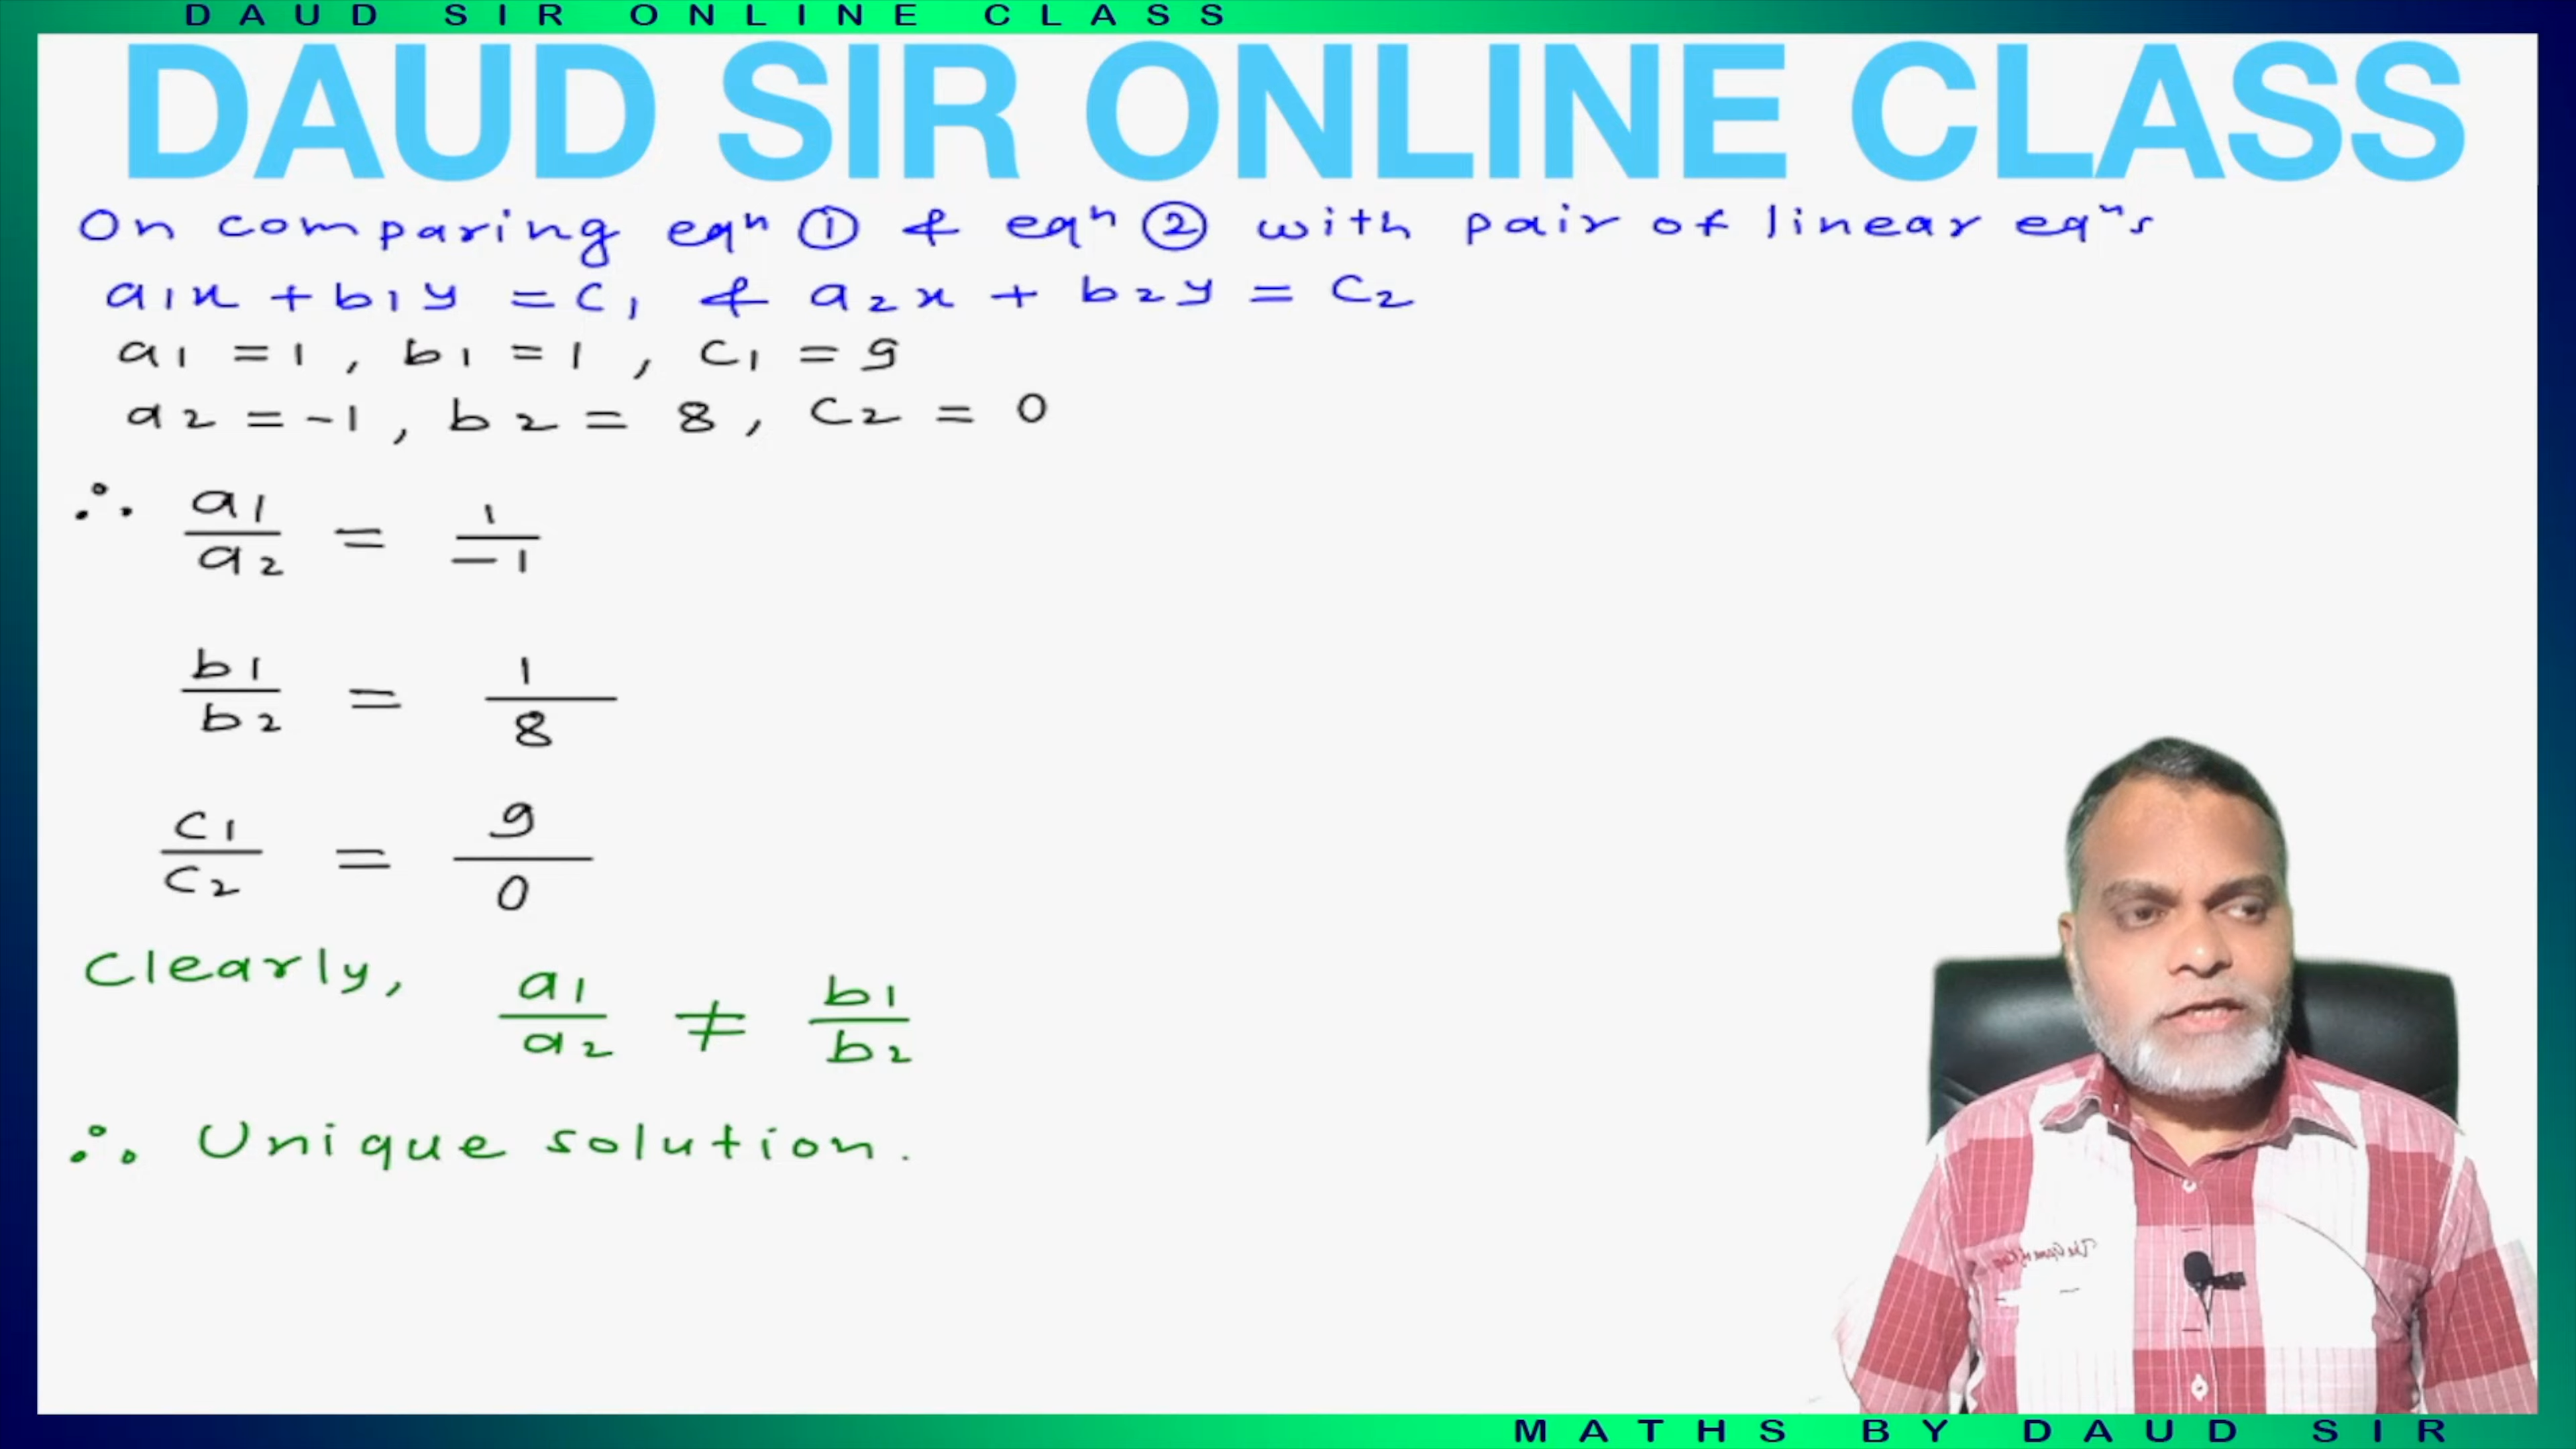 DAUD SIR ONLINE CLASS
DAUD SIR ONLINE CLASS
On comparing eqⁿ ① & eqⁿ ② with pair of linear eqⁿs
a1x + b1y = c1 & a2x + b2y = c2
a1 = 1, b1 = 1, c1 = 9
a2 = -1, b2 = 8, c2 = 0
∴ a1/a2 = 1/-1
b1/b2 = 1/8
c1/c2 = 9/0
Clearly, a1/a2 ≠ b1/b2
∴ Unique solution.
MATHS BY DAUD SIR